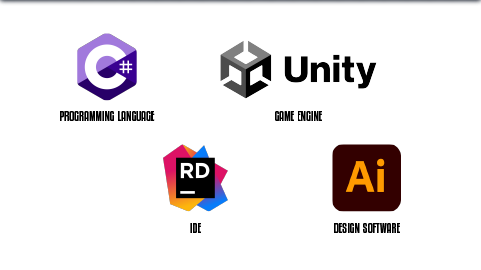 C#
Unity
PROGRAMMING LANGUAGE
GAME ENGINE
RD
Ai
IDE
DESIGN SOFTWARE